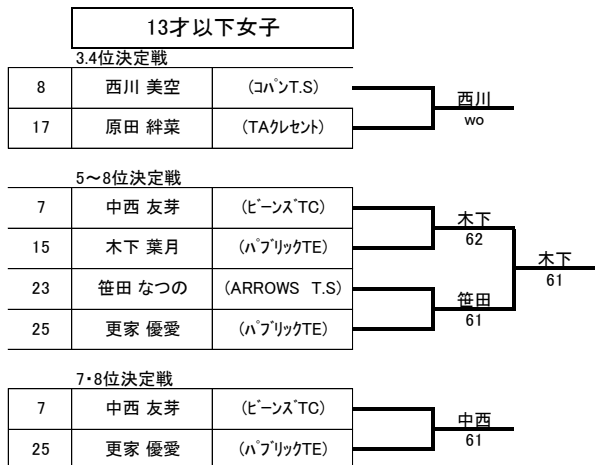 13才以下女子
3.4位決定戦
8 西川 美空 (ｺﾊﾟﾝT.S)
西川
17 原田 絆菜 (TAｸﾚｾﾝﾄ)
wo
5～8位決定戦
7 中西 友芽 (ﾋﾞｰﾝｽﾞTC)
木下
62
15 木下 葉月 (ﾊﾟﾌﾞﾘｯｸTE)
木下
61
23 笹田 なつの (ARROWS　T.S)
笹田
61
25 更家 優愛 (ﾊﾟﾌﾞﾘｯｸTE)
7・8位決定戦
7 中西 友芽 (ﾋﾞｰﾝｽﾞTC)
中西
61
25 更家 優愛 (ﾊﾟﾌﾞﾘｯｸTE)